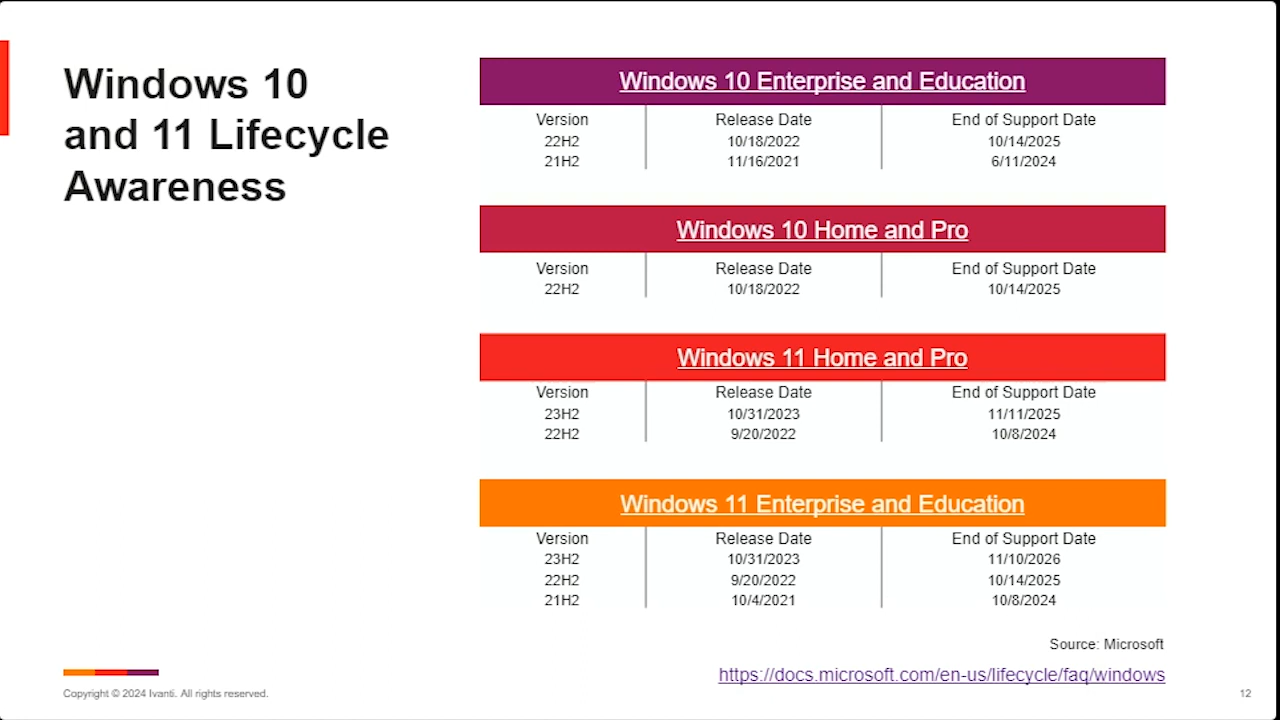 Windows 10
and 11 Lifecycle
Awareness
Windows 10 Enterprise and Education
Version Release Date End of Support Date
22H2 10/18/2022 10/14/2025
21H2 11/16/2021 6/11/2024
Windows 10 Home and Pro
Version Release Date End of Support Date
22H2 10/18/2022 10/14/2025
Windows 11 Home and Pro
Version Release Date End of Support Date
23H2 10/31/2023 11/11/2025
22H2 9/20/2022 10/8/2024
Windows 11 Enterprise and Education
Version Release Date End of Support Date
23H2 10/31/2023 11/10/2026
22H2 9/20/2022 10/14/2025
21H2 10/4/2021 10/8/2024
Source: Microsoft
https://docs.microsoft.com/en-us/lifecycle/faq/windows
Copyright © 2024 Ivanti. All rights reserved.
12